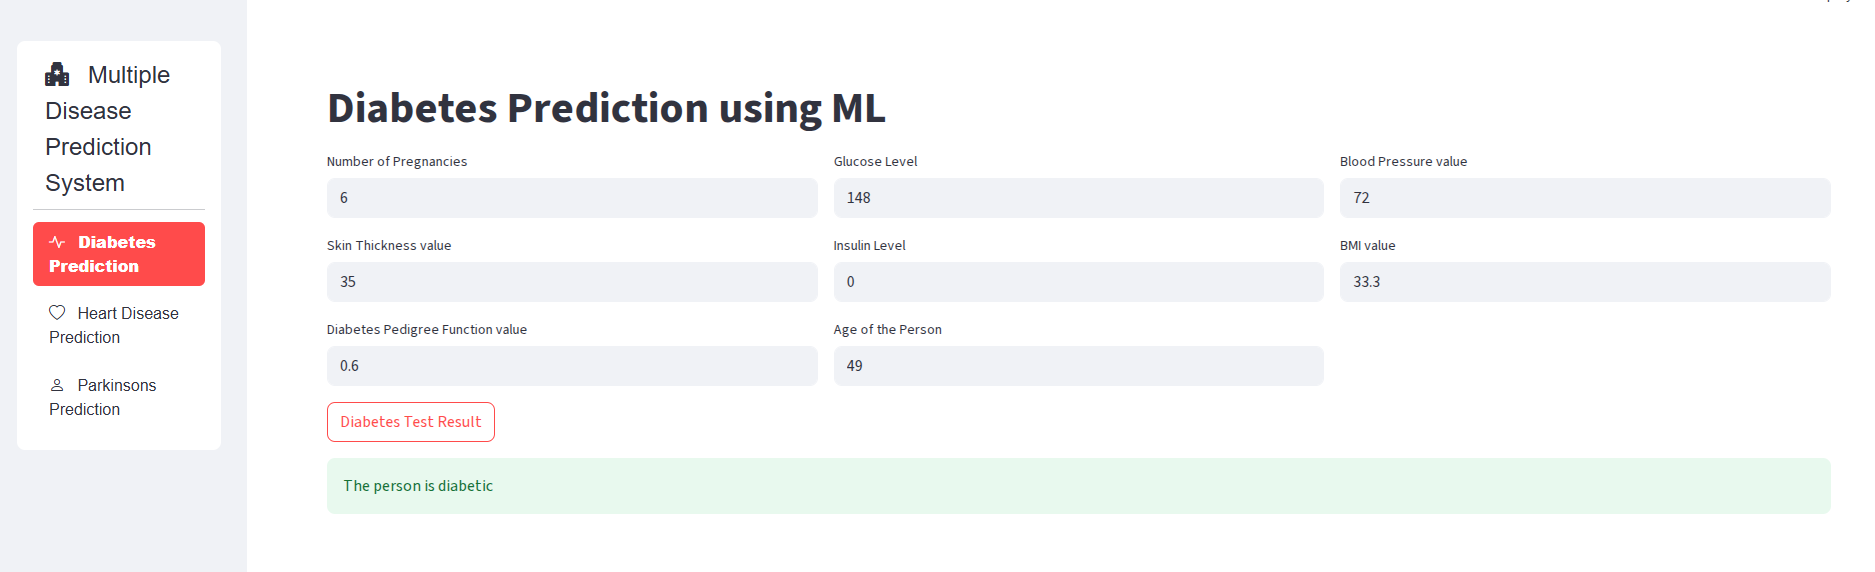 Multiple
Disease
Prediction
System
Diabetes
Prediction
Heart Disease
Prediction
Parkinsons
Prediction
Diabetes Prediction using ML
Number of Pregnancies
6
Glucose Level
148
Blood Pressure value
72
Skin Thickness value
35
Insulin Level
0
BMI value
33.3
Diabetes Pedigree Function value
0.6
Age of the Person
49
Diabetes Test Result
The person is diabetic